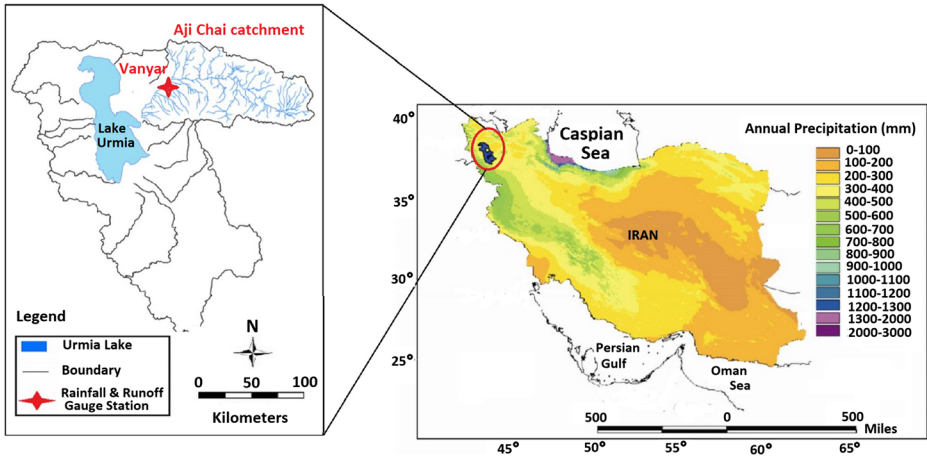 Aji Chai catchment
Vanyar
Lake
Urmia
Legend
Urmia Lake
Boundary
Rainfall & Runoff
Gauge Station
N
0 50 100
Kilometers
40°
35°
30°
25°
Caspian
Sea
IRAN
Persian
Gulf
Oman
Sea
Annual Precipitation (mm)
0-100
100-200
200-300
300-400
400-500
500-600
600-700
700-800
800-900
900-1000
1000-1100
1100-1200
1200-1300
1300-2000
2000-3000
500 0 500
Miles
45° 50° 55° 60° 65°